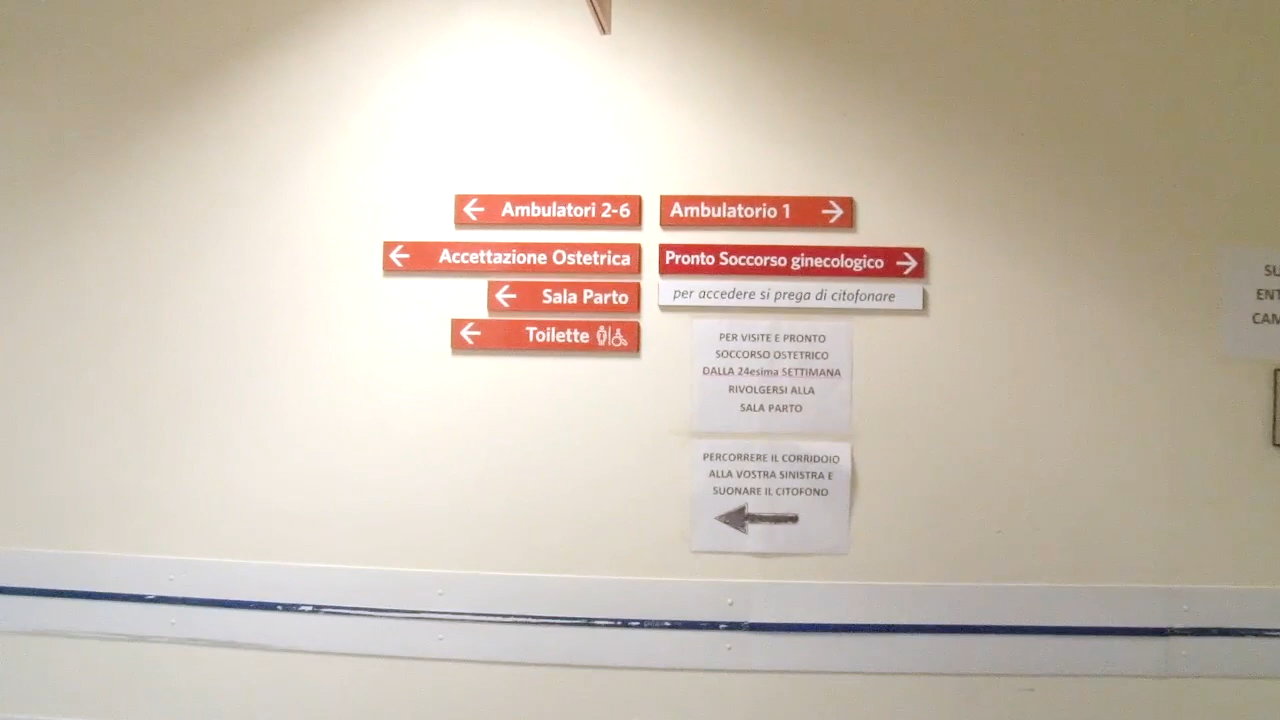 Ambulatori 2-6
Accettazione Ostetrica
Sala Parto
Toilette
Ambulatorio 1
Pronto Soccorso ginecologico
per accedere si prega di citofonare
PER VISITE E PRONTO
SOCCORSO OSTETRICO
DALLA 24esima SETTIMANA
RIVOLGERSI ALLA
SALA PARTO
PERCORRERE IL CORRIDOIO
ALLA VOSTRA SINISTRA E
SUONARE IL CITOFONO